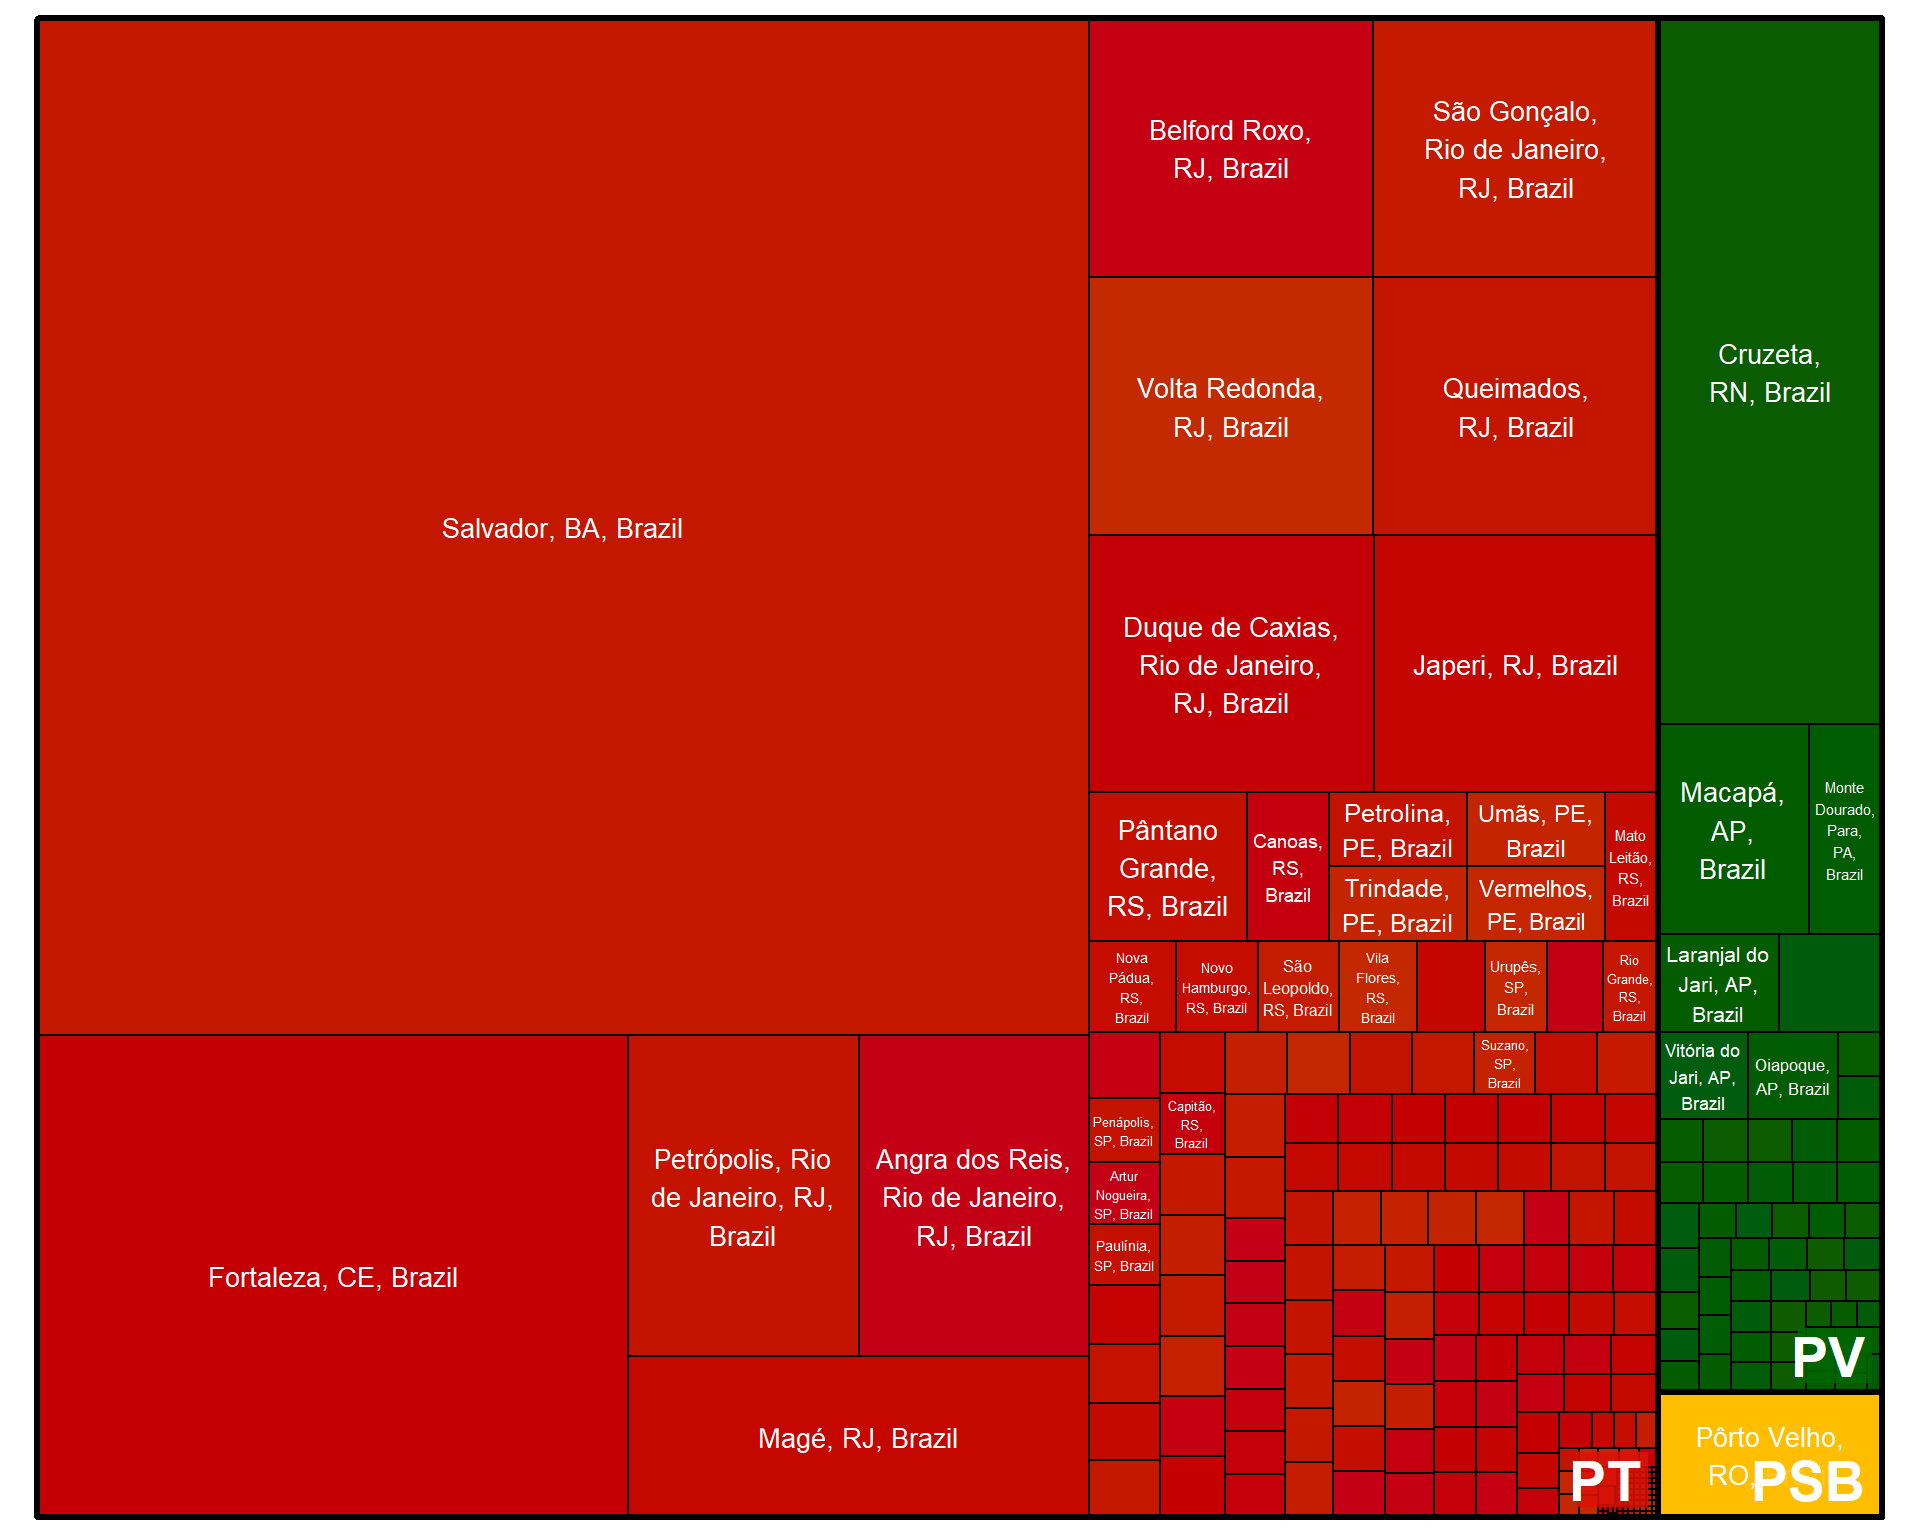 Salvador, BA, Brazil
Fortaleza, CE, Brazil
Petrópolis, Rio
de Janeiro, RJ,
Brazil
Angra dos Reis,
Rio de Janeiro,
RJ, Brazil
Magé, RJ, Brazil
Belford Roxo,
RJ, Brazil
São Gonçalo,
Rio de Janeiro,
RJ, Brazil
Volta Redonda,
RJ, Brazil
Queimados,
RJ, Brazil
Duque de Caxias,
Rio de Janeiro,
RJ, Brazil
Japeri, RJ, Brazil
Pântano
Grande,
RS, Brazil
Canoas,
RS,
Brazil
Petrolina,
PE, Brazil
Umãs, PE,
Brazil
Trindade,
PE, Brazil
Vermelhos,
PE, Brazil
Mato
Leitão,
RS,
Brazil
Nova
Pádua,
RS,
Brazil
Novo
Hamburgo,
RS, Brazil
São
Leopoldo,
RS, Brazil
Vila
Flores,
RS,
Brazil
Urupês,
SP,
Brazil
Rio
Grande,
RS,
Brazil
Suzano,
SP,
Brazil
Penápolis,
SP, Brazil
Capitão,
RS,
Brazil
Artur
Nogueira,
SP, Brazil
Paulínia,
SP, Brazil
PT
Cruzeta,
RN, Brazil
Macapá,
AP,
Brazil
Monte
Dourado,
Para,
PA,
Brazil
Laranjal do
Jari, AP,
Brazil
Vitória do
Jari, AP,
Brazil
Oiapoque,
AP, Brazil
PV
Pôrto Velho,
RO,
PSB